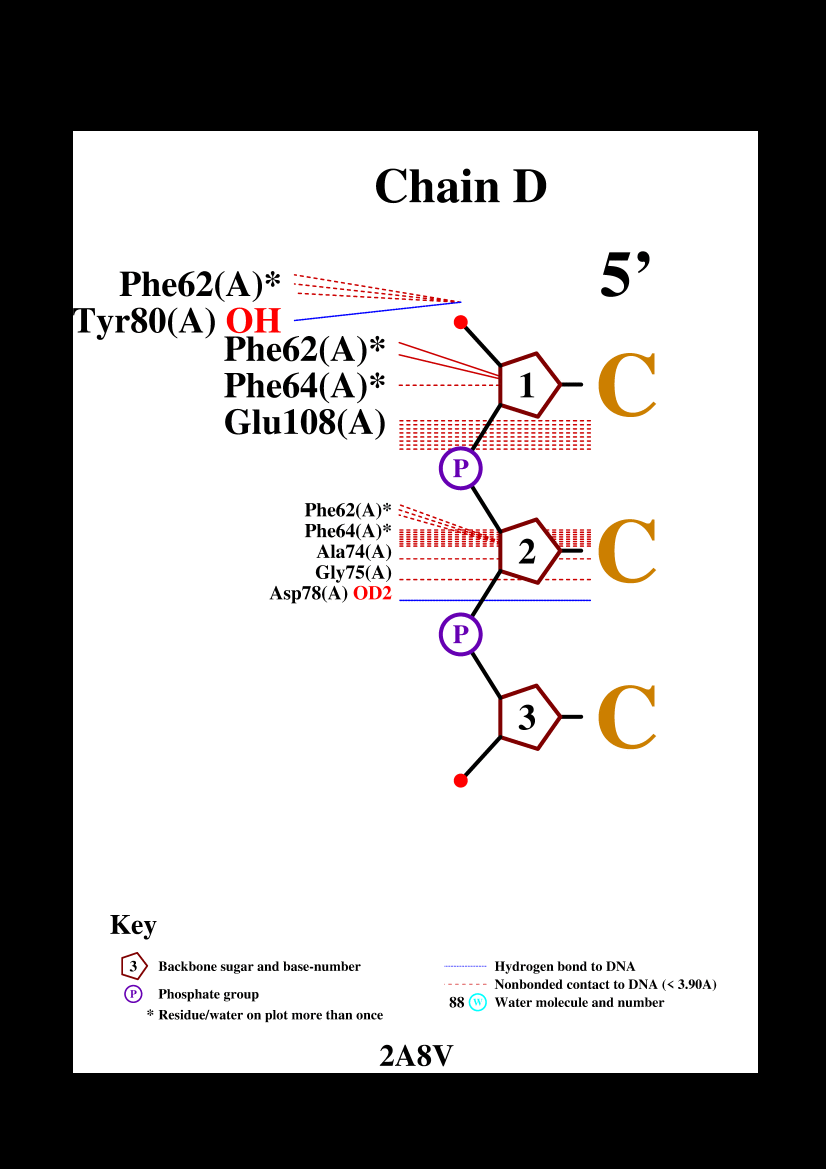 Chain D
5’
Phe62(A)*
Tyr80(A) OH
Phe62(A)*
Phe64(A)*
1 C
Glu108(A)
P
Phe62(A)*
Phe64(A)*
Ala74(A)
2 C
Gly75(A)
Asp78(A) OD2
P
3 C
Key
3 Backbone sugar and base-number
P Phosphate group
* Residue/water on plot more than once
Hydrogen bond to DNA
Nonbonded contact to DNA (< 3.90A)
88 W Water molecule and number
2A8V